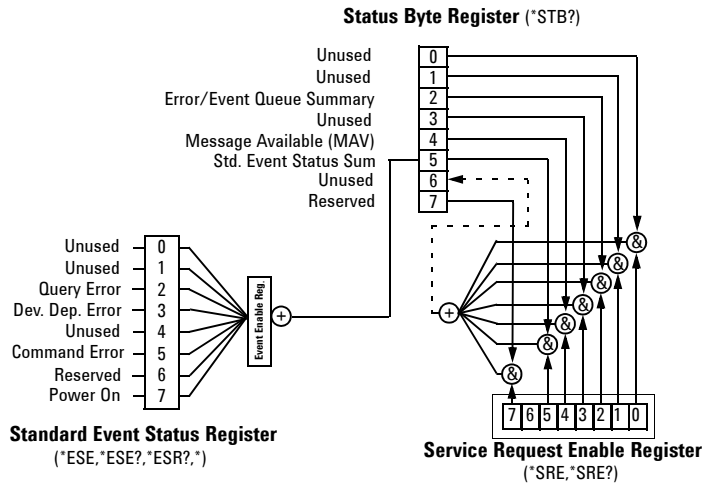 Status Byte Register (*STB?)
Unused 0
Unused 1
Error/Event Queue Summary 2
Unused 3
Message Available (MAV) 4
Std. Event Status Sum 5
Unused 6
Reserved 7
Unused 0
Unused 1
Query Error 2
Dev. Dep. Error 3
Unused 4
Command Error 5
Reserved 6
Power On 7
Event Enable Reg.
+
+
&
&
&
&
&
&
&
7 6 5 4 3 2 1 0
Standard Event Status Register
(*ESE,*ESE?,*ESR?,*)
Service Request Enable Register
(*SRE,*SRE?)